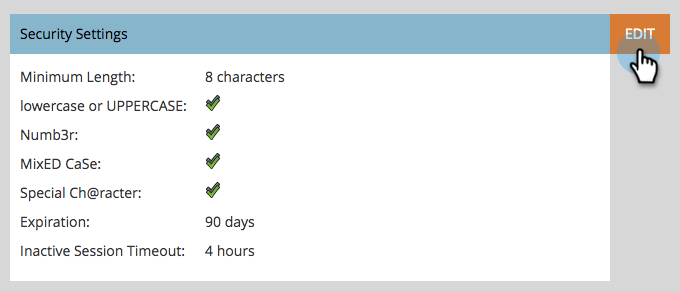 Security Settings EDIT
Minimum Length: 8 characters
lowercase or UPPERCASE:
Numb3r:
MixED CaSe:
Special Ch@racter:
Expiration: 90 days
Inactive Session Timeout: 4 hours